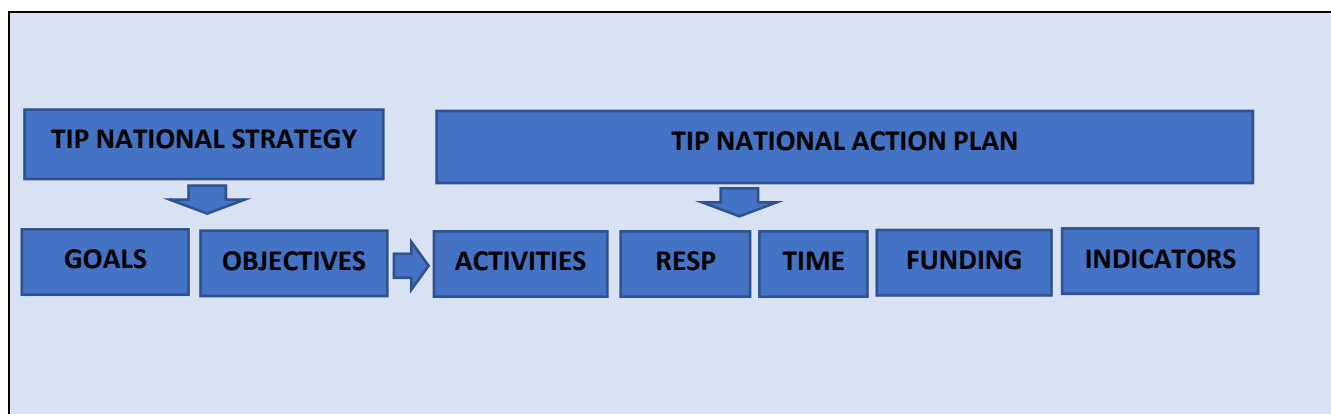 TIP NATIONAL STRATEGY
TIP NATIONAL ACTION PLAN
GOALS
OBJECTIVES
ACTIVITIES
RESP
TIME
FUNDING
INDICATORS